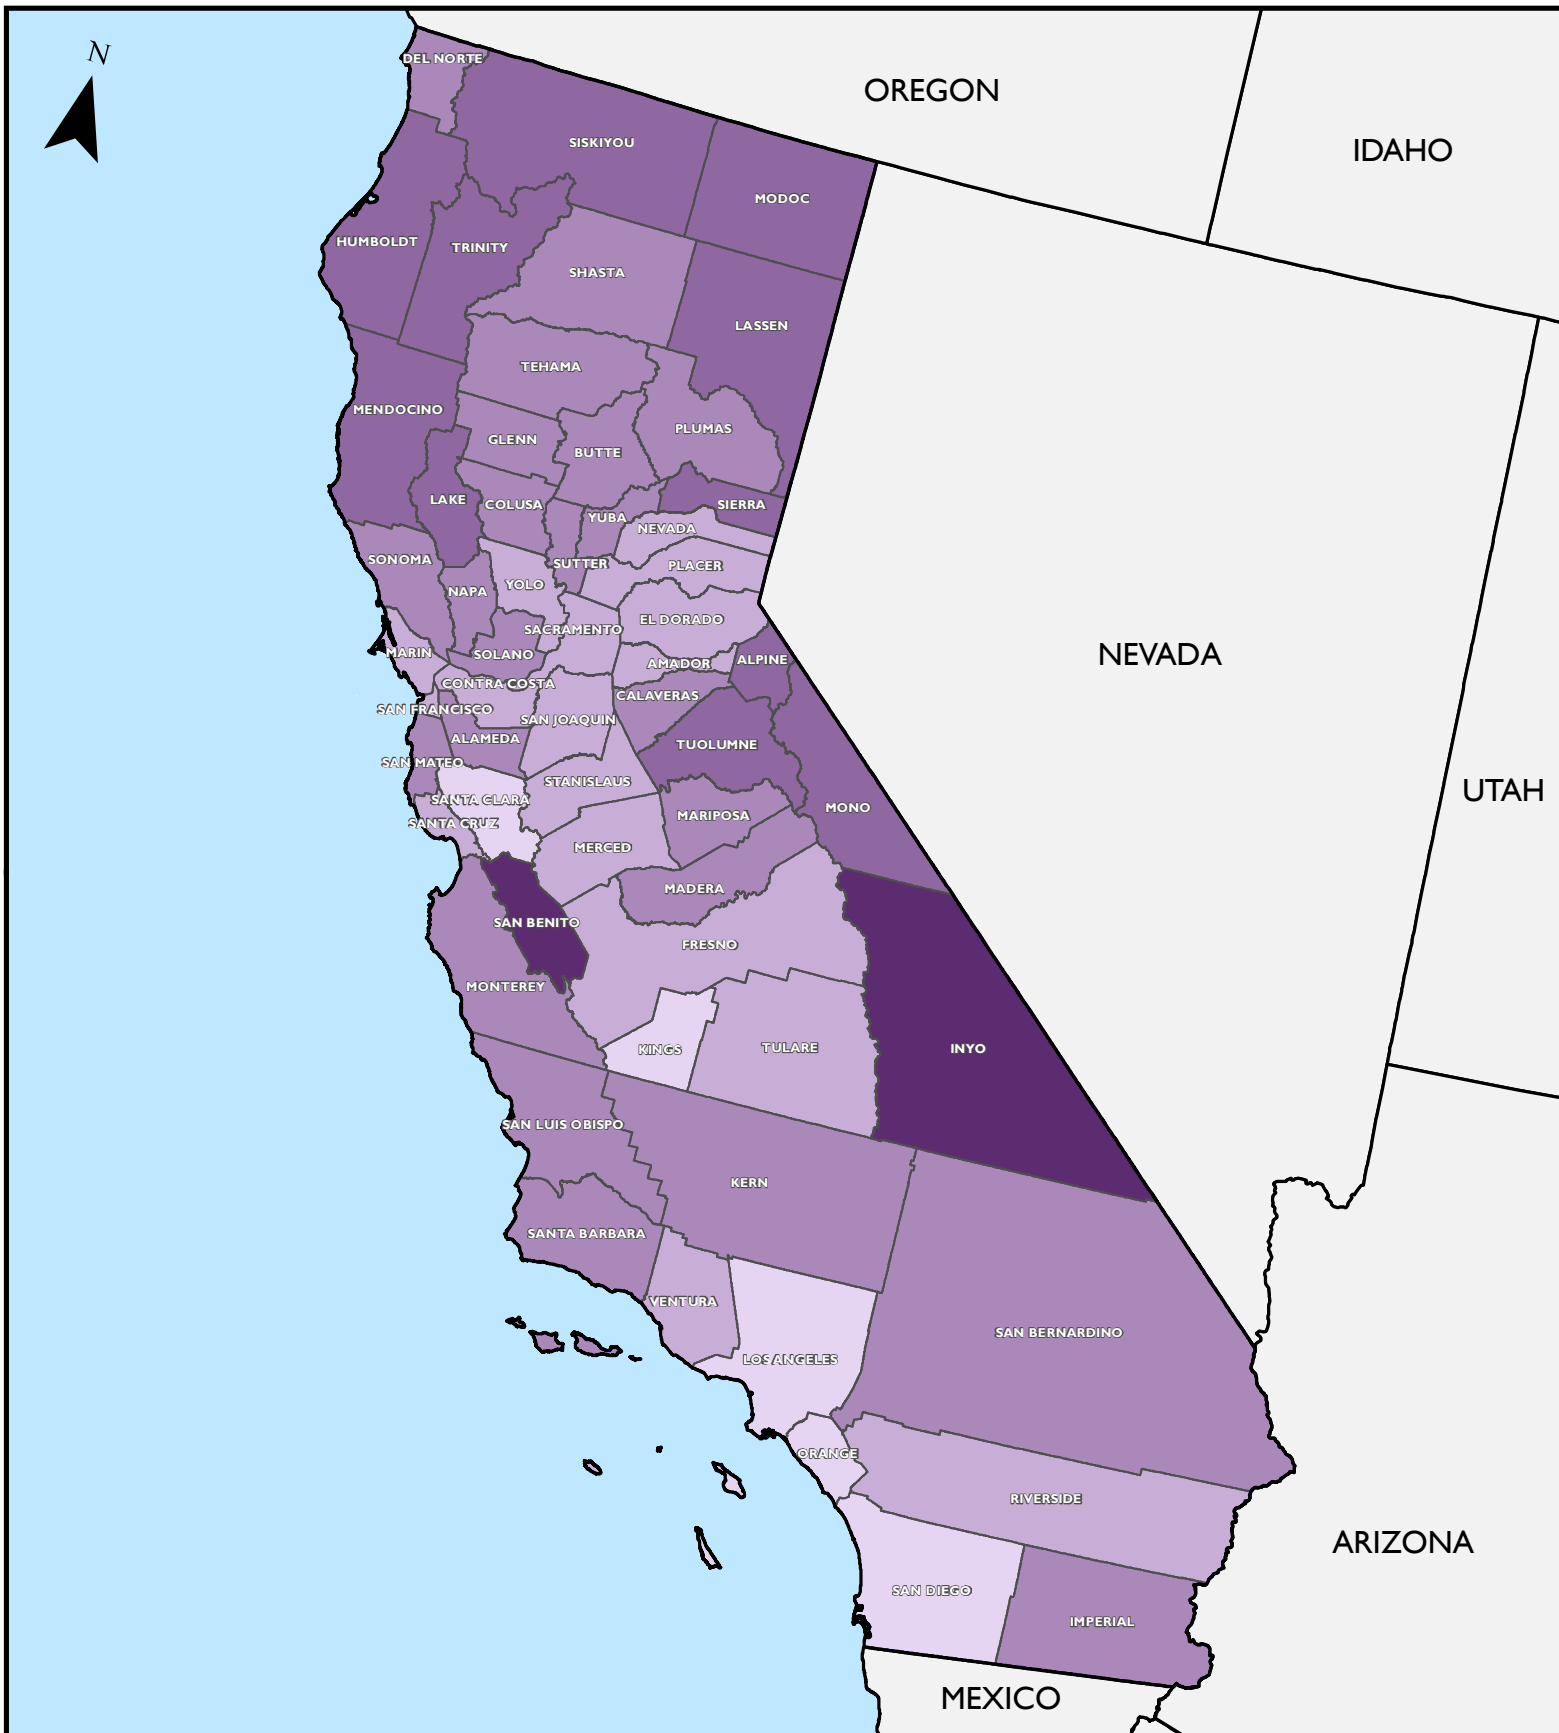 N
DEL NORTE
OREGON
IDAHO
SISKIYOU
MODOC
HUMBOLDT
TRINITY
SHASTA
LASSEN
TEHAMA
MENDOCINO
PLUMAS
GLENN
BUTTE
LAKE
COLUSA
SIERRA
YUBA
NEVADA
SONOMA
SUTTER
PLACER
NAPA
YOLO
EL DORADO
SACRAMENTO
MARIN
SOLANO
AMADOR
ALPINE
NEVADA
CONTRA COSTA
CALAVERAS
SAN FRANCISCO
SAN JOAQUIN
ALAMEDA
TUOLUMNE
SAN MATEO
STANISLAUS
UTAH
SANTA CLARA
MONO
SANTA CRUZ
MARIPOSA
MERCED
MADERA
SAN BENITO
FRESNO
MONTEREY
KINGS
TULARE
INYO
SAN LUIS OBISPO
KERN
SANTA BARBARA
VENTURA
SAN BERNARDINO
LOS ANGELES
ORANGE
RIVERSIDE
ARIZONA
SAN DIEGO
IMPERIAL
MEXICO